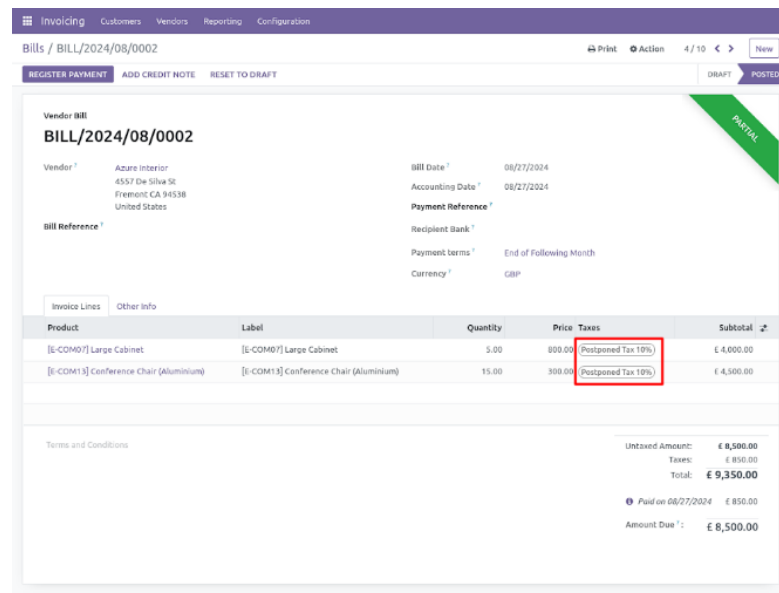 Invoicing Customers Vendors Reporting Configuration
Bills / BILL/2024/08/0002 Print Action 4 / 10 New
REGISTER PAYMENT ADD CREDIT NOTE RESET TO DRAFT DRAFT POSTED
PARTIAL
Vendor Bill
BILL/2024/08/0002
Vendor ? Azure Interior Bill Date ? 08/27/2024
4557 De Silva St Accounting Date ? 08/27/2024
Fremont CA 94538
United States Payment Reference ?
Bill Reference ? Recipient Bank ?
Payment terms ? End of Following Month
Currency ? GBP
Invoice Lines Other Info
Product Label Quantity Price Taxes Subtotal
[E-COM07] Large Cabinet [E-COM07] Large Cabinet 5.00 800.00 Postponed Tax 10% £ 4,000.00
[E-COM13] Conference Chair (Aluminium) [E-COM13] Conference Chair (Aluminium) 15.00 300.00 Postponed Tax 10% £ 4,500.00
Terms and Conditions Untaxed Amount: £ 8,500.00
Taxes: £ 850.00
Total: £ 9,350.00
Paid on 08/27/2024 £ 850.00
Amount Due ? : £ 8,500.00